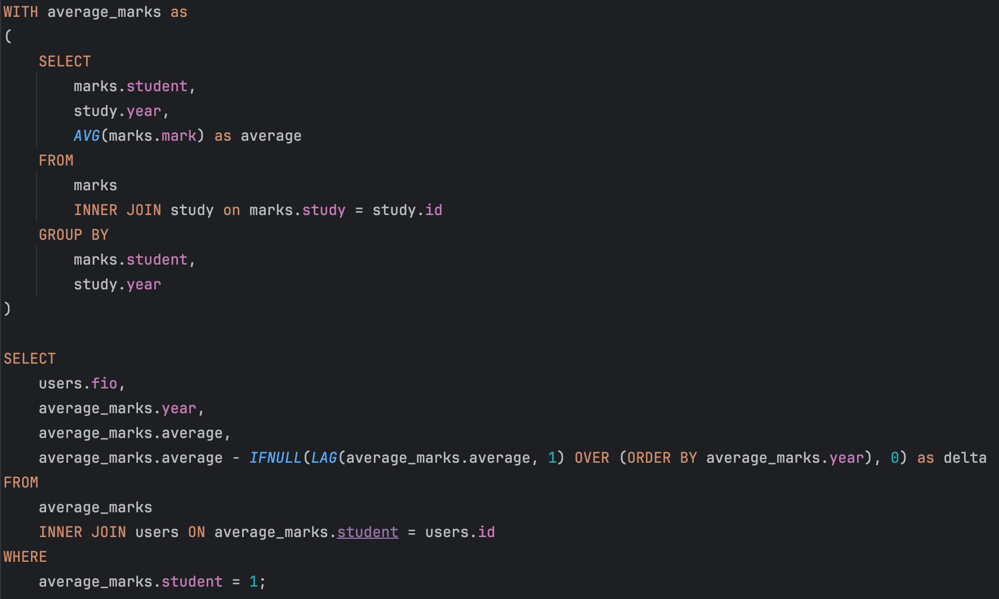 WITH average_marks as
(
    SELECT
        marks.student,
        study.year,
        AVG(marks.mark) as average
    FROM
        marks
        INNER JOIN study on marks.study = study.id
    GROUP BY
        marks.student,
        study.year
)

SELECT
    users.fio,
    average_marks.year,
    average_marks.average,
    average_marks.average - IFNULL(LAG(average_marks.average, 1) OVER (ORDER BY average_marks.year), 0) as delta
FROM
    average_marks
    INNER JOIN users ON average_marks.student = users.id
WHERE
    average_marks.student = 1;